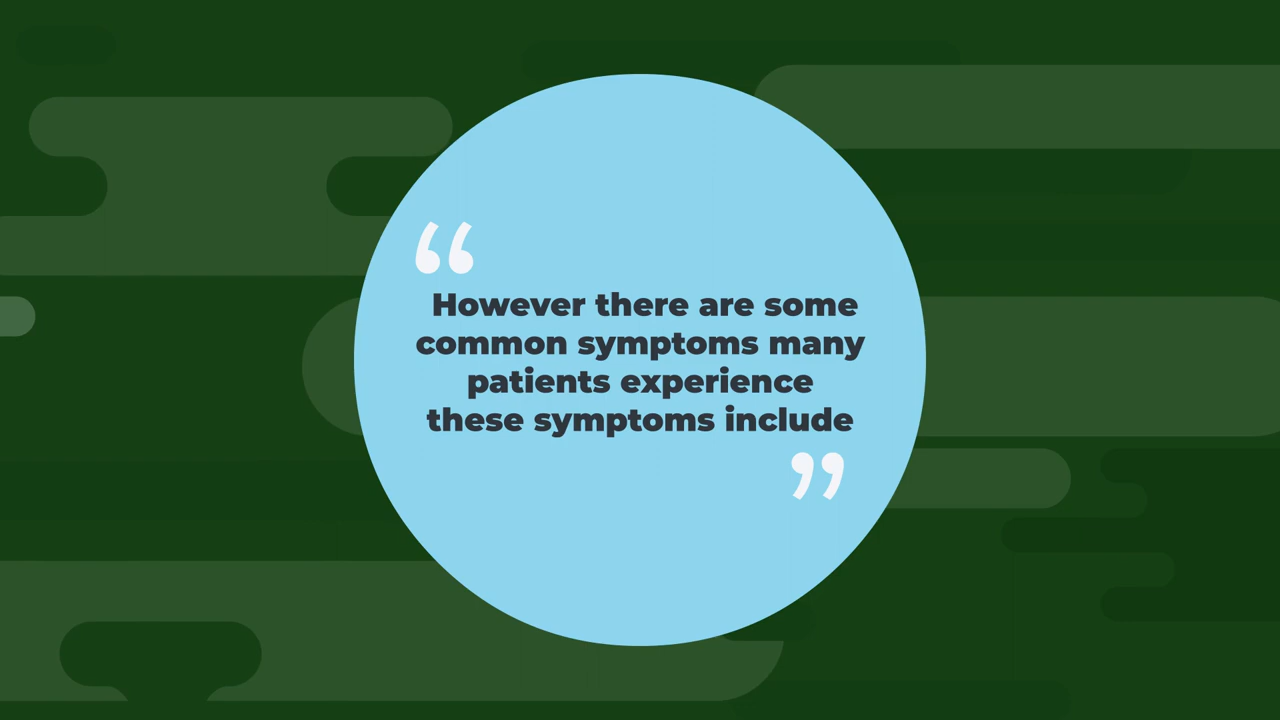 “
However there are some
common symptoms many
patients experience
these symptoms include
”